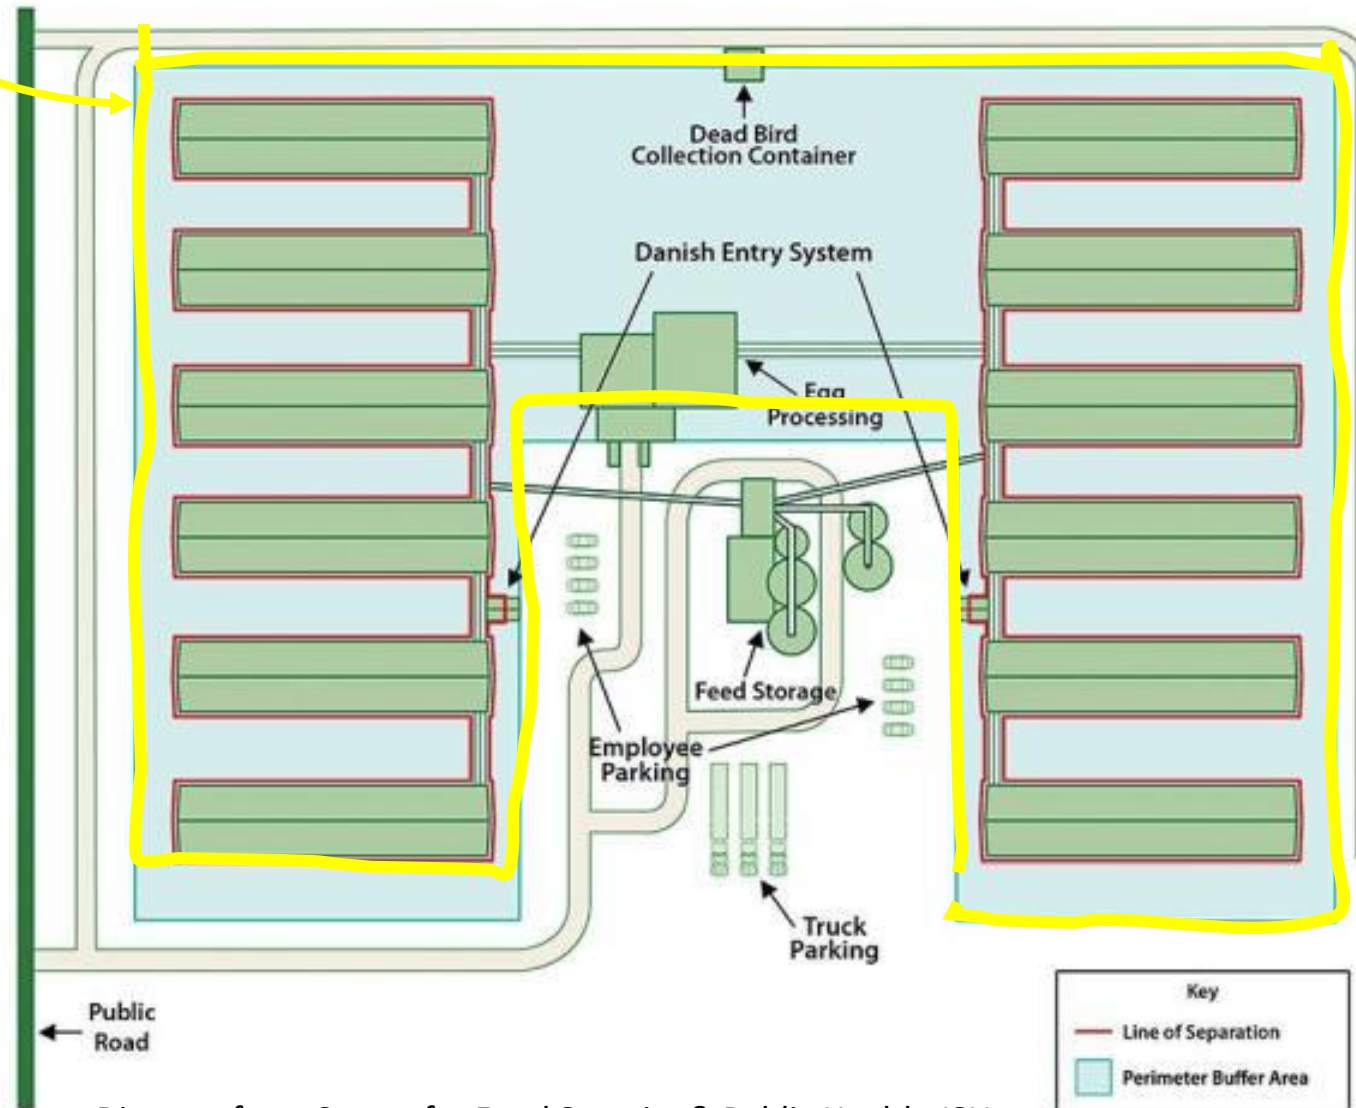 Dead Bird
Collection Container
Danish Entry System
Egg
Processing
Feed Storage
Employee
Parking
Truck
Parking
Public
Road
Key
Line of Separation
Perimeter Buffer Area